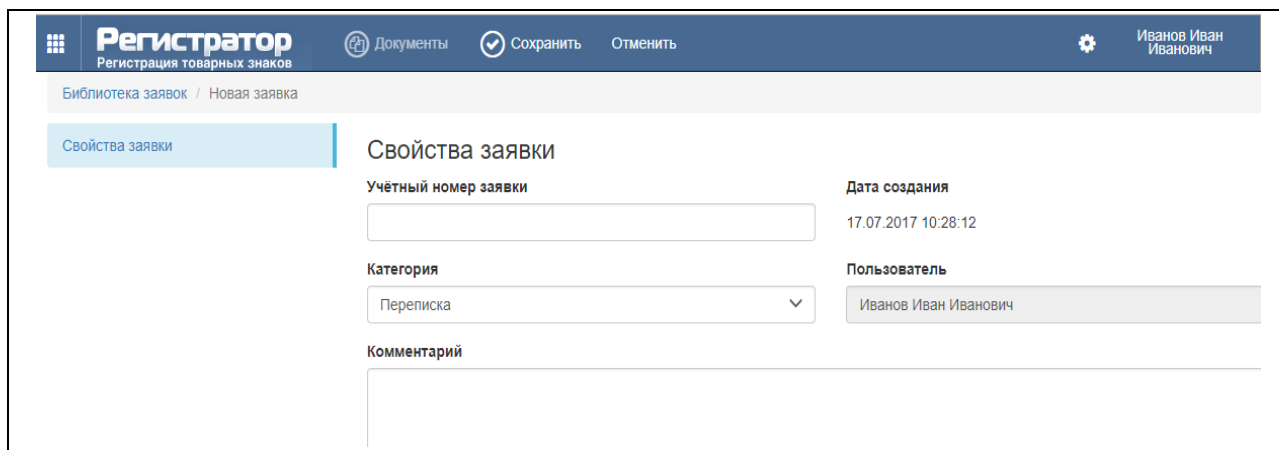 Регистратор
Регистрация товарных знаков
Документы Сохранить Отменить
Иванов Иван
Иванович
Библиотека заявок / Новая заявка
Свойства заявки
Свойства заявки
Учётный номер заявки Дата создания
17.07.2017 10:28:12
Категория Пользователь
Переписка Иванов Иван Иванович
Комментарий